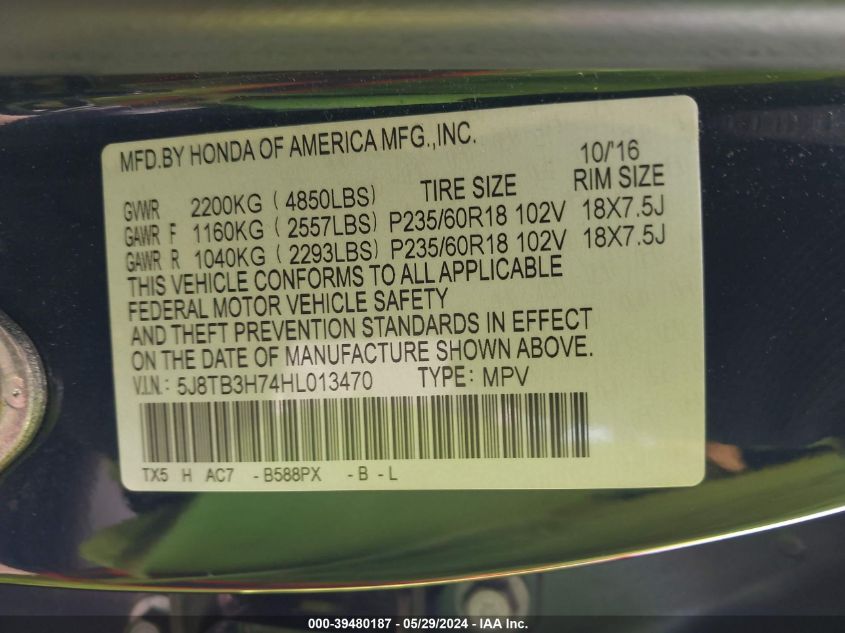 MFD.BY HONDA OF AMERICA MFG.,INC. 10/'16
GVWR 2200KG ( 4850LBS) TIRE SIZE RIM SIZE
GAWR F 1160KG ( 2557LBS) P235/60R18 102V 18X7.5J
GAWR R 1040KG ( 2293LBS) P235/60R18 102V 18X7.5J
THIS VEHICLE CONFORMS TO ALL APPLICABLE
FEDERAL MOTOR VEHICLE SAFETY
AND THEFT PREVENTION STANDARDS IN EFFECT
ON THE DATE OF MANUFACTURE SHOWN ABOVE.
V.I.N.: 5J8TB3H74HL013470 TYPE: MPV
TX5 H AC7 -B588PX -B -L
000-39480187 - 05/29/2024 - IAA Inc.